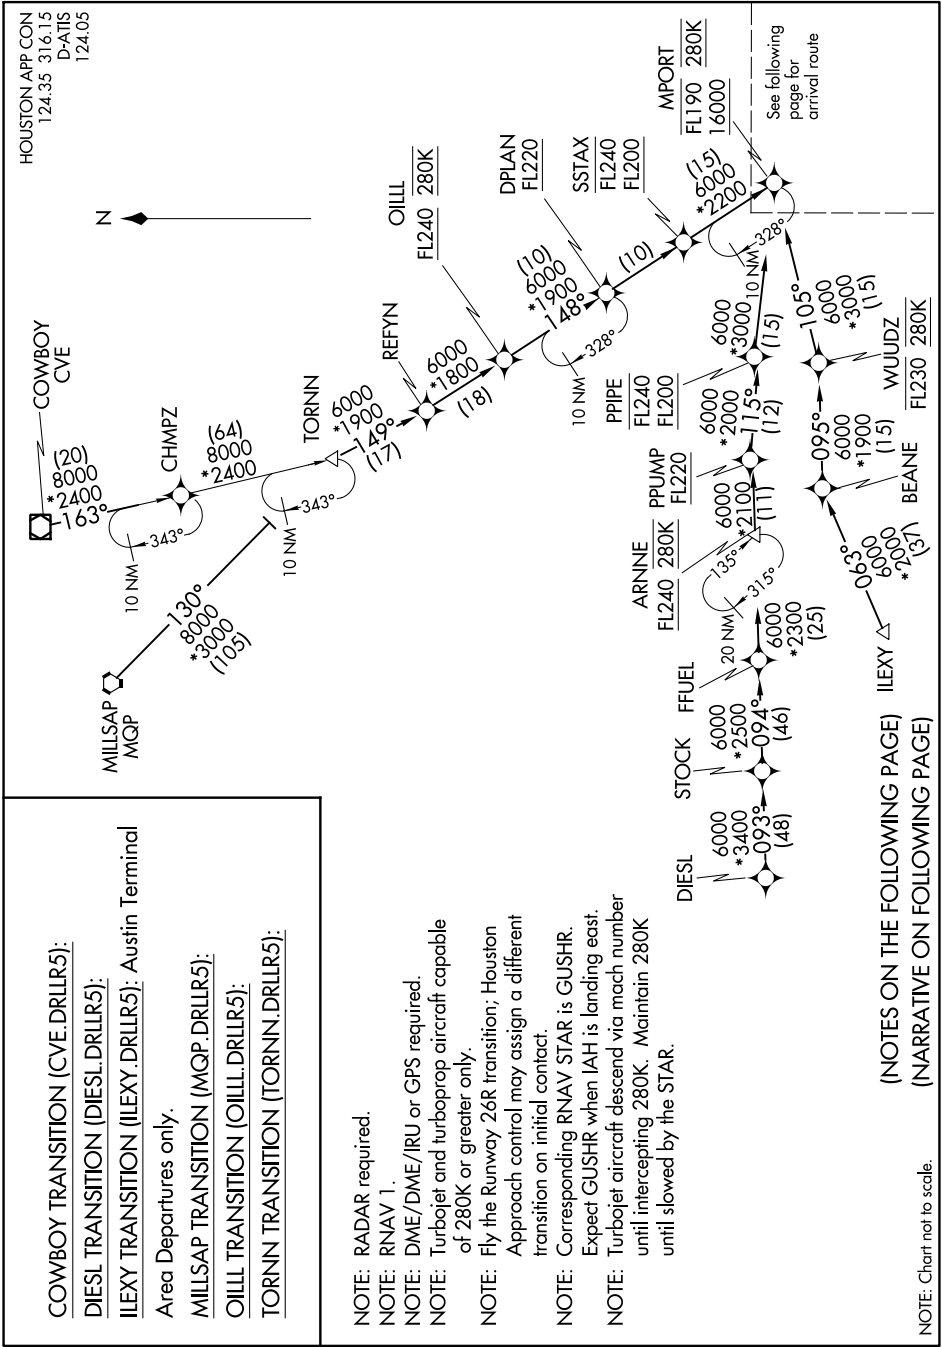 HOUSTON APP CON
124.35 316.15
D-ATIS
124.05
N
COWBOY TRANSITION (CVE.DRLLR5):
DIESL TRANSITION (DIESL.DRLLR5):
ILEXY TRANSITION (ILEXY.DRLLR5): Austin Terminal
Area Departures only.
MILLSAP TRANSITION (MQP.DRLLR5):
OILLL TRANSITION (OILLL.DRLLR5):
TORNN TRANSITION (TORNN.DRLLR5):
NOTE: RADAR required.
NOTE: RNAV 1.
NOTE: DME/DME/IRU or GPS required.
NOTE: Turbojet and turboprop aircraft capable
of 280K or greater only.
NOTE: Fly the Runway 26R transition; Houston
Approach control may assign a different
transition on initial contact.
NOTE: Corresponding RNAV STAR is GUSHR.
Expect GUSHR when IAH is landing east.
NOTE: Turbojet aircraft descend via mach number
until intercepting 280K. Maintain 280K
until slowed by the STAR.
COWBOY
CVE
(20)
8000
*2400
163°
10 NM
343°
CHMPZ
(64)
8000
*2400
MILLSAP
MQP
130°
8000
*3000
(105)
10 NM
343°
TORNN
6000
*1900
149°
(17)
REFYN
6000
*1800
(18)
OILLL
FL240 280K
(10)
6000
*1900
148°
10 NM
328°
DPLAN
FL220
(10)
SSTAX
FL240
FL200
(15)
6000
*2200
MPORT
FL190 280K
16000
10 NM
328°
See following
page for
arrival route
DIESL
6000
*3400
093°
(48)
STOCK
6000
*2500
094°
(46)
FFUEL
6000
*2300
(25)
20 NM
135°
315°
ARNNE
FL240 280K
6000
*2100
(11)
PPUMP
FL220
6000
*2000
115°
(12)
PPIPE
FL240
FL200
6000
*3000
(15)
ILEXY
063°
6000
*2000
(37)
BEANE
095°
6000
*1900
(15)
WUUDZ
FL230 280K
105°
6000
*3000
(15)
(NOTES ON THE FOLLOWING PAGE)
(NARRATIVE ON FOLLOWING PAGE)
NOTE: Chart not to scale.